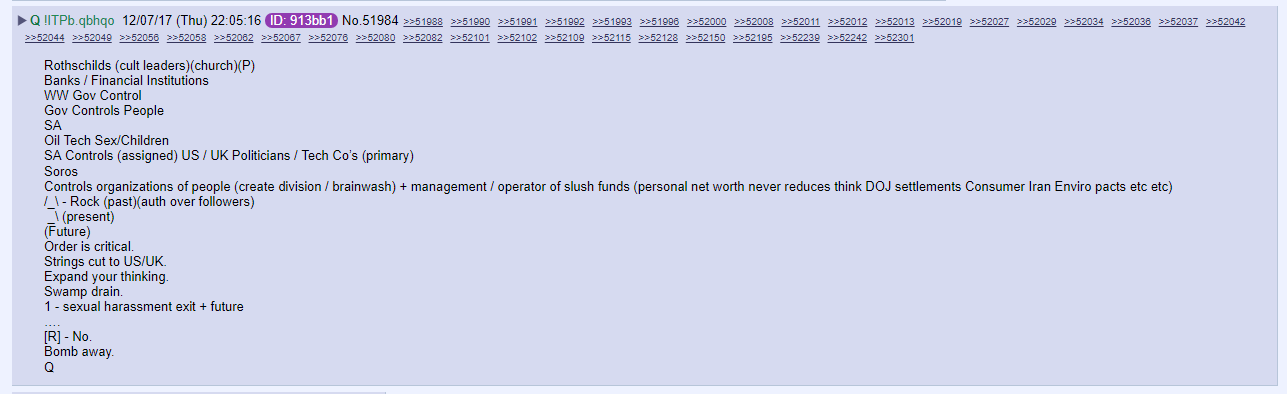 ▶ Q !ITPb.qbhqo 12/07/17 (Thu) 22:05:16 ID: 913bb1 No.51984 >>51988 >>51990 >>51991 >>51992 >>51993 >>51996 >>52000 >>52008 >>52011 >>52012 >>52013 >>52019 >>52027 >>52029 >>52034 >>52036 >>52037 >>52042
>>52044 >>52049 >>52056 >>52058 >>52062 >>52067 >>52076 >>52080 >>52082 >>52101 >>52102 >>52109 >>52115 >>52128 >>52150 >>52195 >>52239 >>52242 >>52301
Rothschilds (cult leaders)(church)(P)
Banks / Financial Institutions
WW Gov Control
Gov Controls People
SA
Oil Tech Sex/Children
SA Controls (assigned) US / UK Politicians / Tech Co's (primary)
Soros
Controls organizations of people (create division / brainwash) + management / operator of slush funds (personal net worth never reduces think DOJ settlements Consumer Iran Enviro pacts etc etc)
/_\ - Rock (past)(auth over followers)
_\ (present)
(Future)
Order is critical.
Strings cut to US/UK.
Expand your thinking.
Swamp drain.
1 - sexual harassment exit + future
....
[R] - No.
Bomb away.
Q